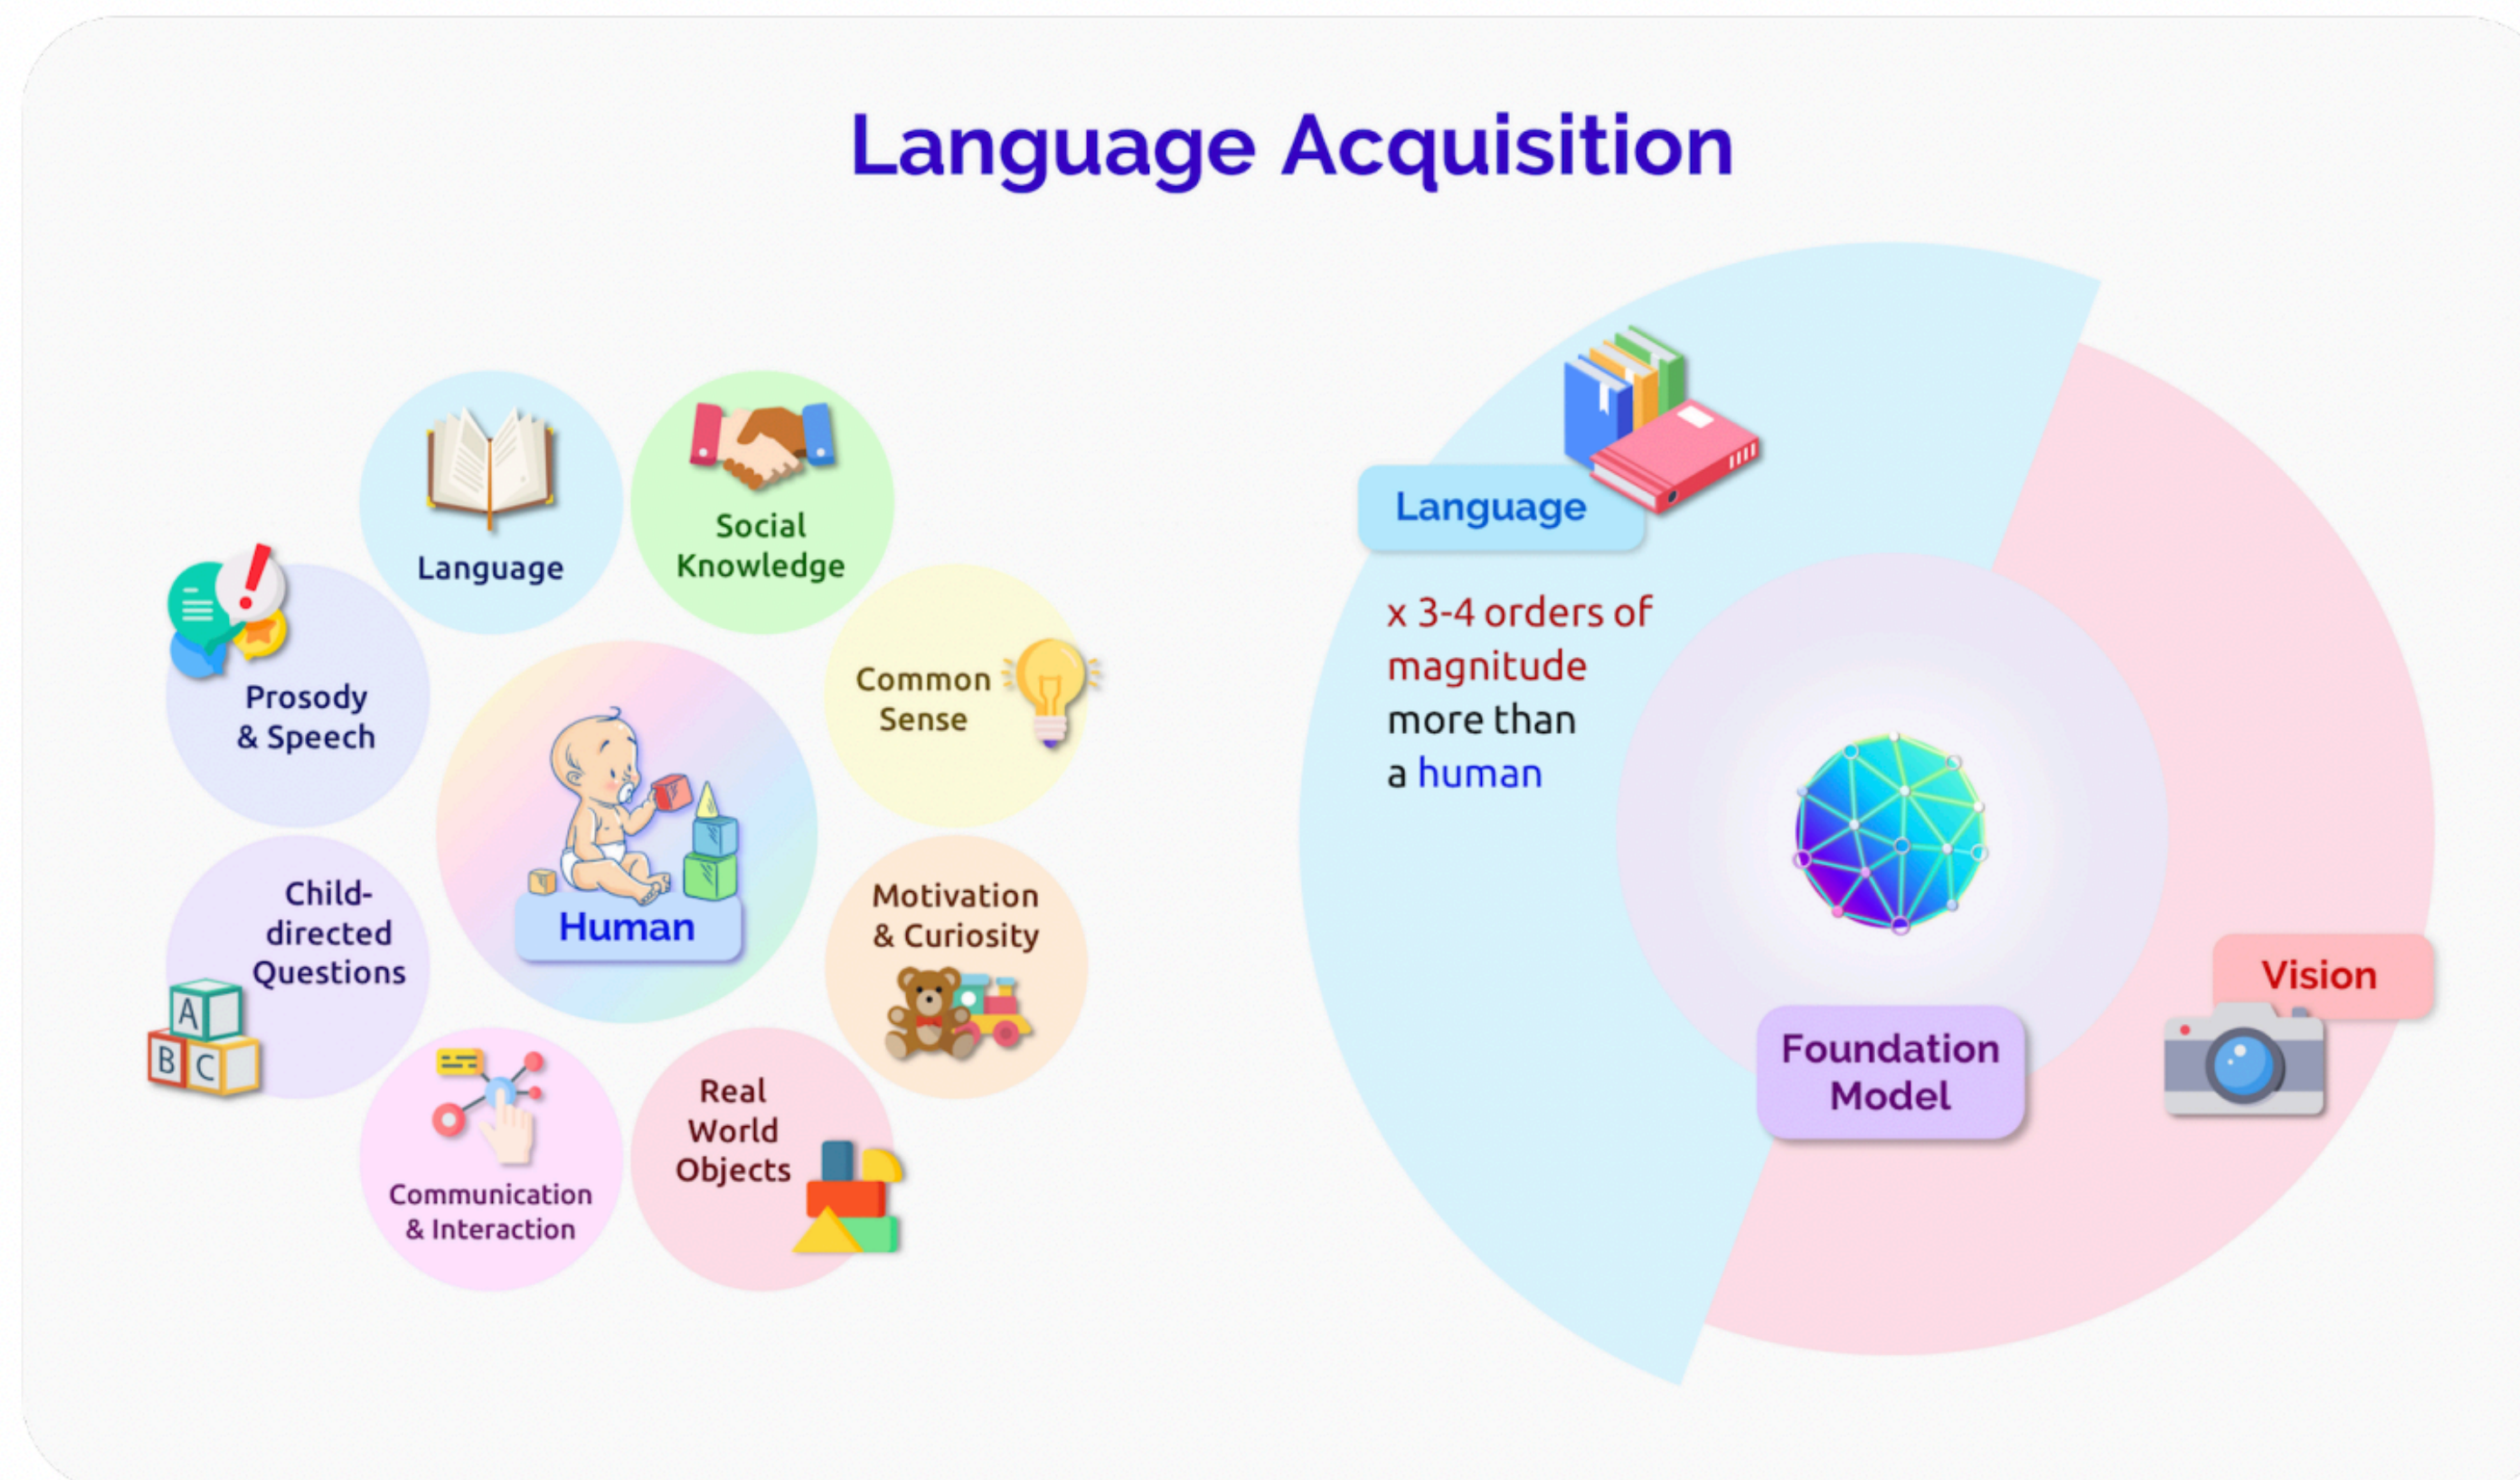 Language Acquisition
Language
Social
Knowledge
Prosody
& Speech
Common
Sense
Human
Child-
directed
Questions
A
B
C
Motivation
& Curiosity
Communication
& Interaction
Real
World
Objects
Language
x 3-4 orders of
magnitude
more than
a human
Foundation
Model
Vision